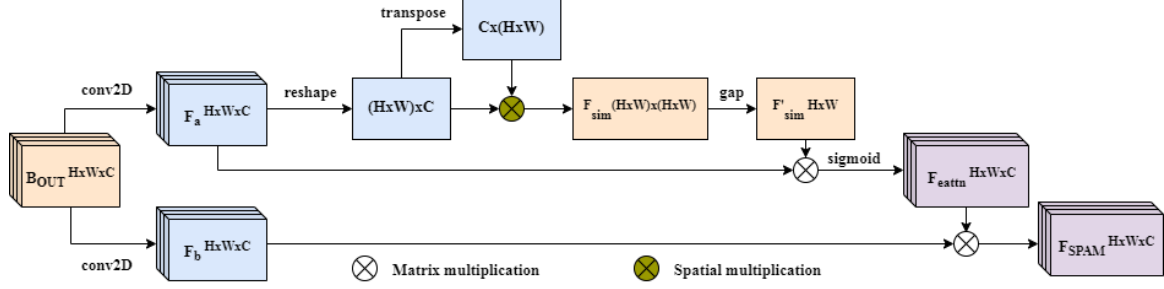 transpose
Cx(HxW)
conv2D
F_a^HxWxC
reshape
(HxW)xC
F_sim^(HxW)x(HxW)
gap
F'_sim^HxW
B_OUT^HxWxC
sigmoid
F_eattn^HxWxC
conv2D
F_b^HxWxC
F_SPAM^HxWxC
Matrix multiplication
Spatial multiplication